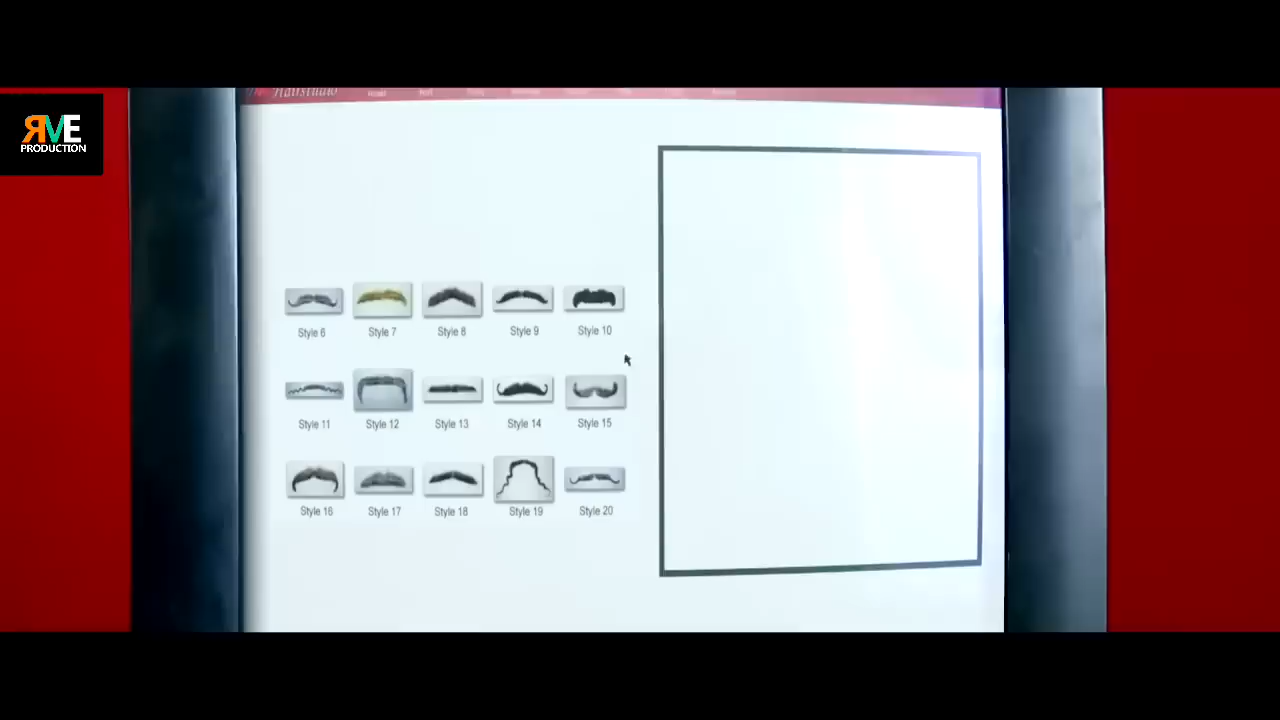 RVE
PRODUCTION
Hairstudio
Style 6
Style 7
Style 8
Style 9
Style 10
Style 11
Style 12
Style 13
Style 14
Style 15
Style 16
Style 17
Style 18
Style 19
Style 20